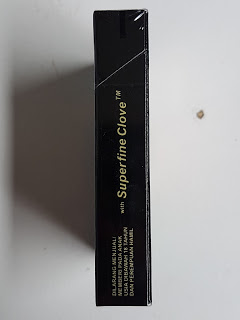 with Superfine Clove™
DILARANG MENJUAL/
MEMBERI PADA ANAK
USIA DIBAWAH 18 TAHUN
DAN PEREMPUAN HAMIL